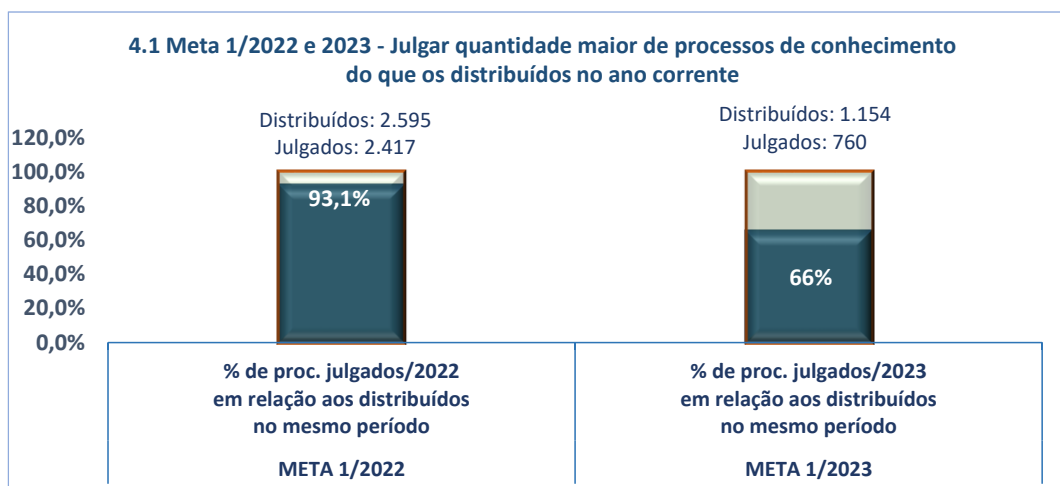 4.1 Meta 1/2022 e 2023 - Julgar quantidade maior de processos de conhecimento
do que os distribuídos no ano corrente
Distribuídos: 2.595
Julgados: 2.417
Distribuídos: 1.154
Julgados: 760
120,0%
100,0%
80,0%
60,0%
40,0%
20,0%
0,0%
93,1%
66%
% de proc. julgados/2022
em relação aos distribuídos
no mesmo período
% de proc. julgados/2023
em relação aos distribuídos
no mesmo período
META 1/2022
META 1/2023